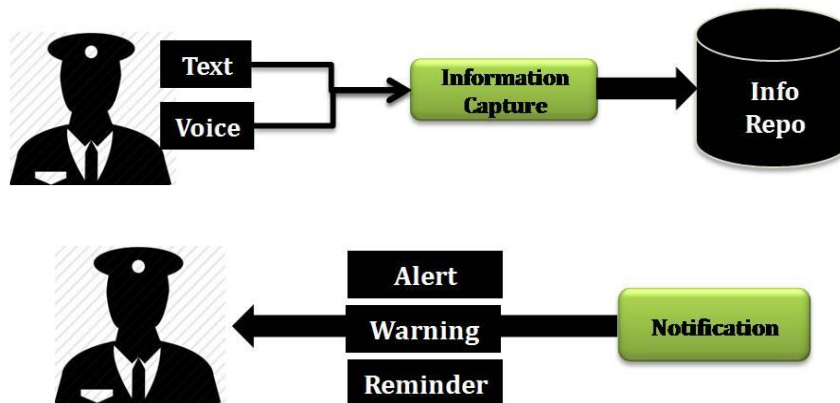 Text
Voice
Information
Capture
Info
Repo
Alert
Warning
Reminder
Notification